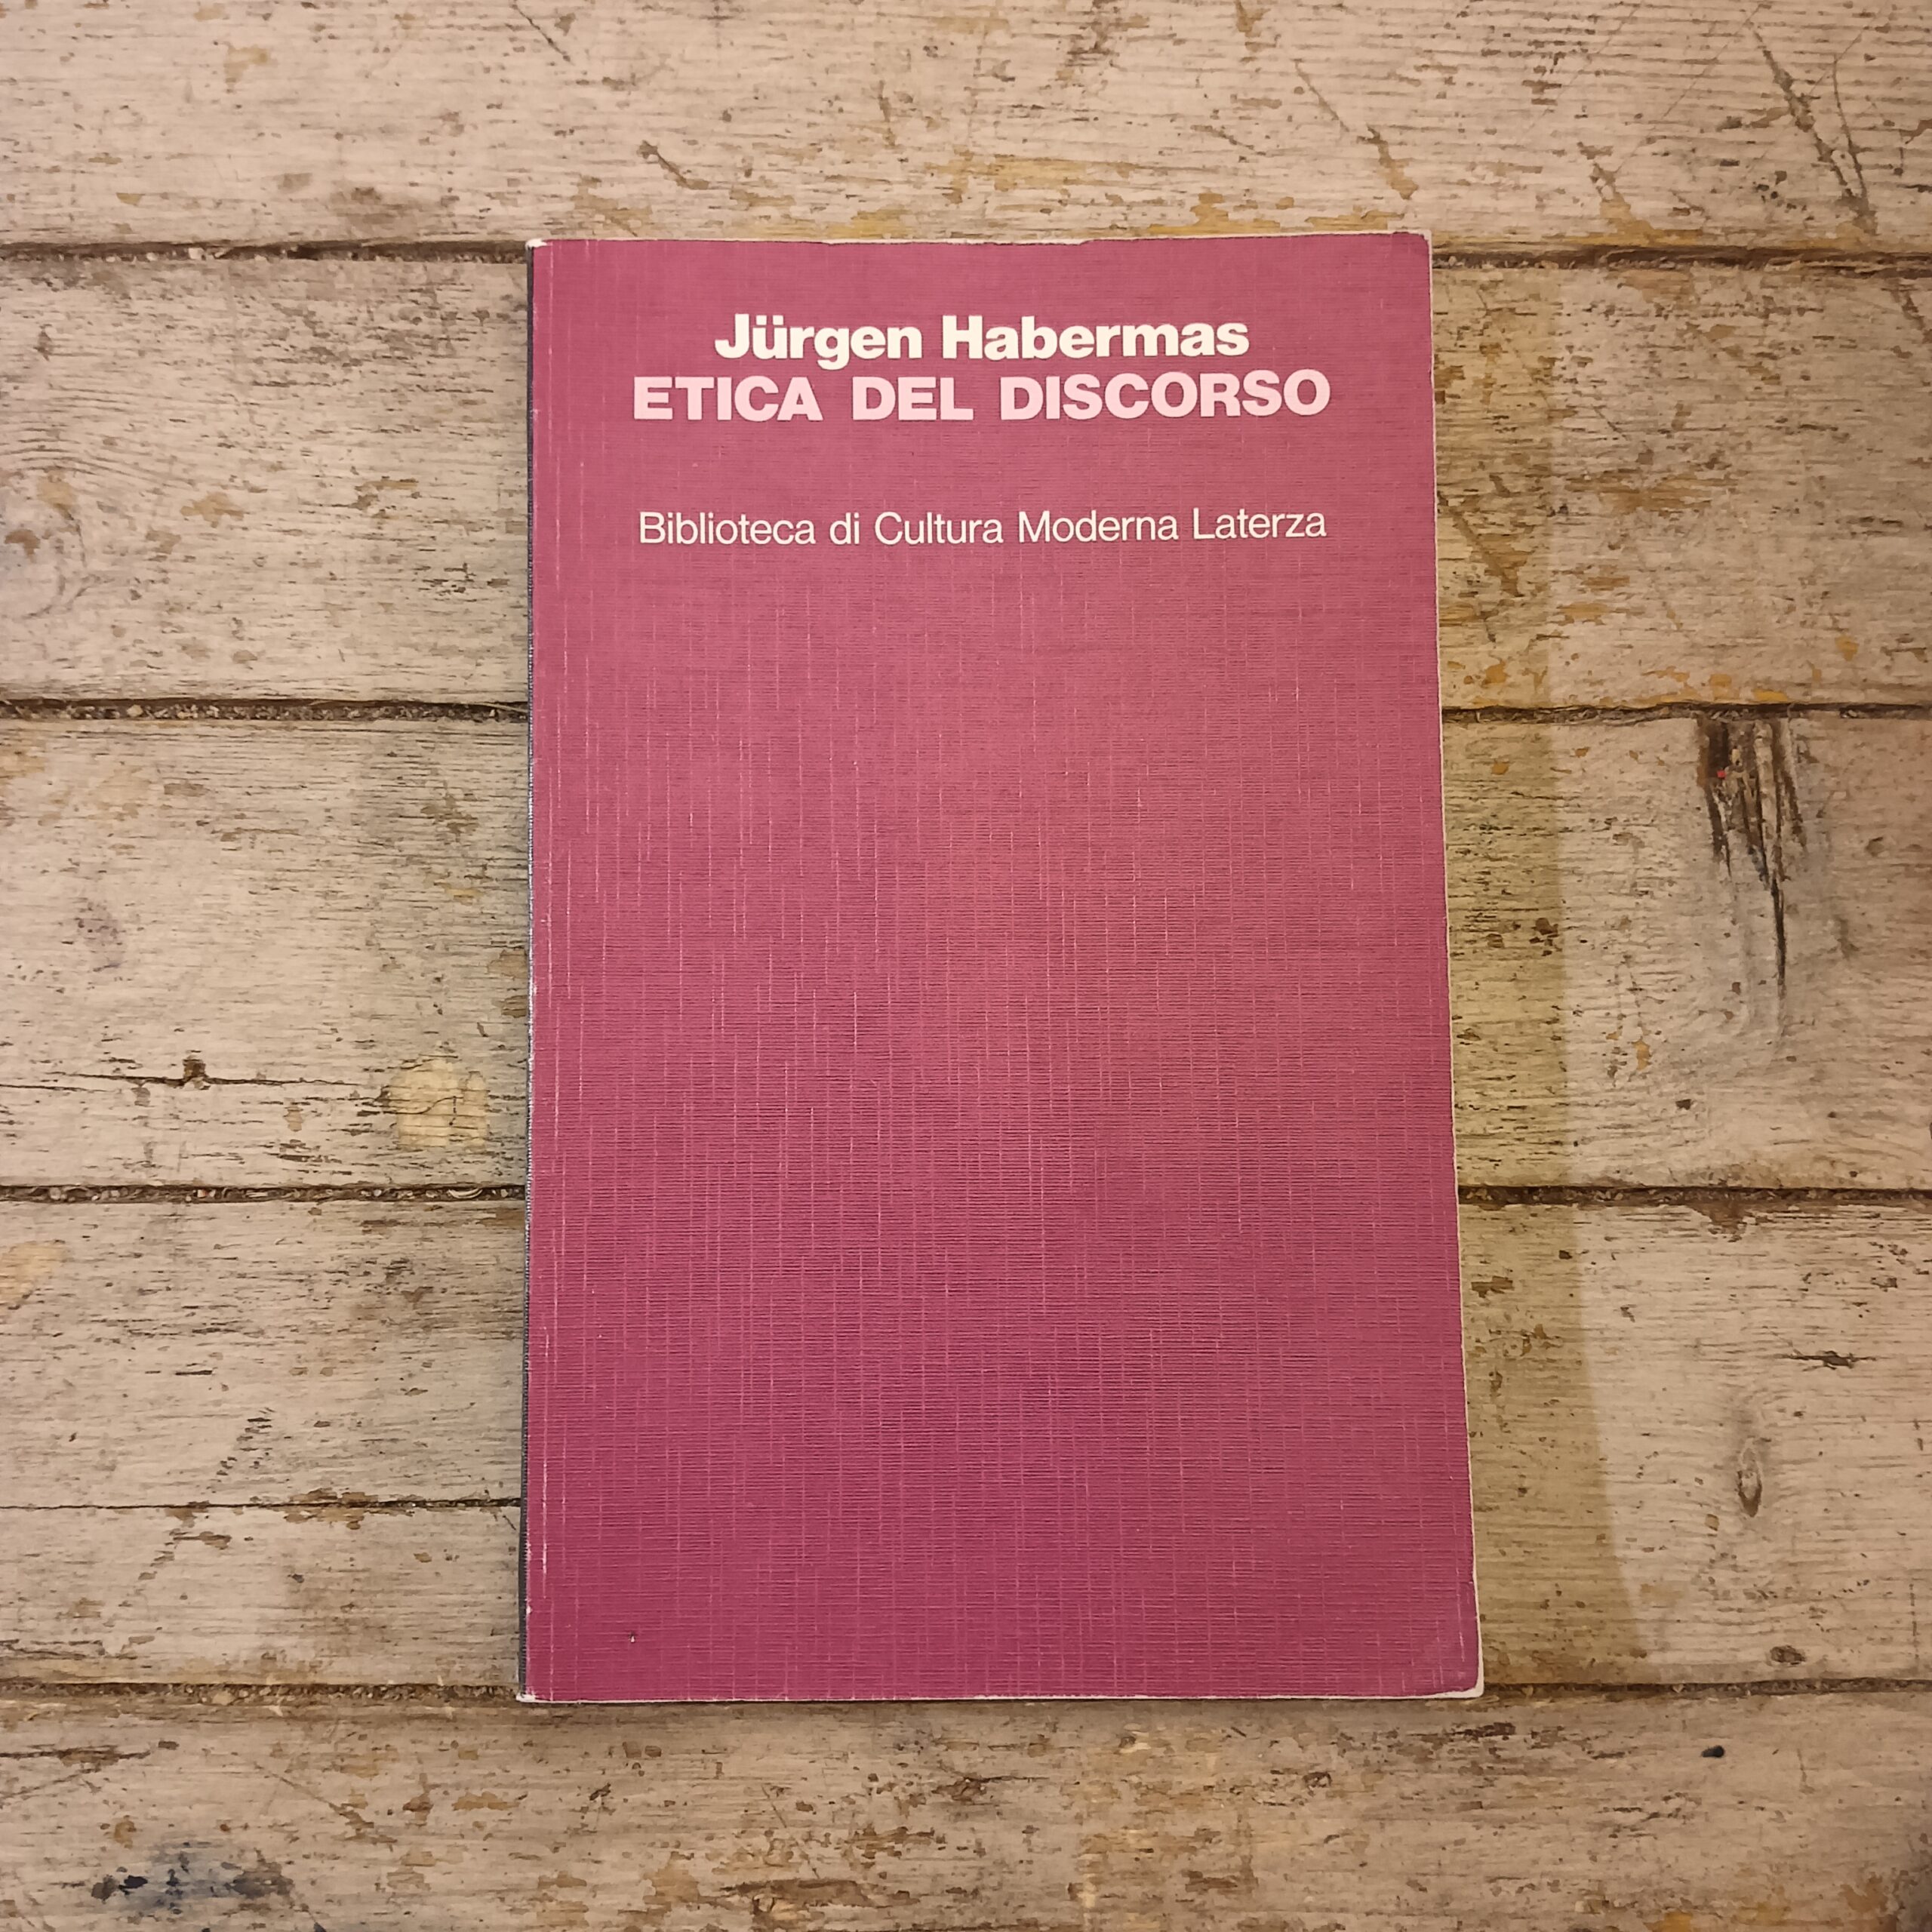 Jürgen Habermas
ETICA DEL DISCORSO
Biblioteca di Cultura Moderna Laterza